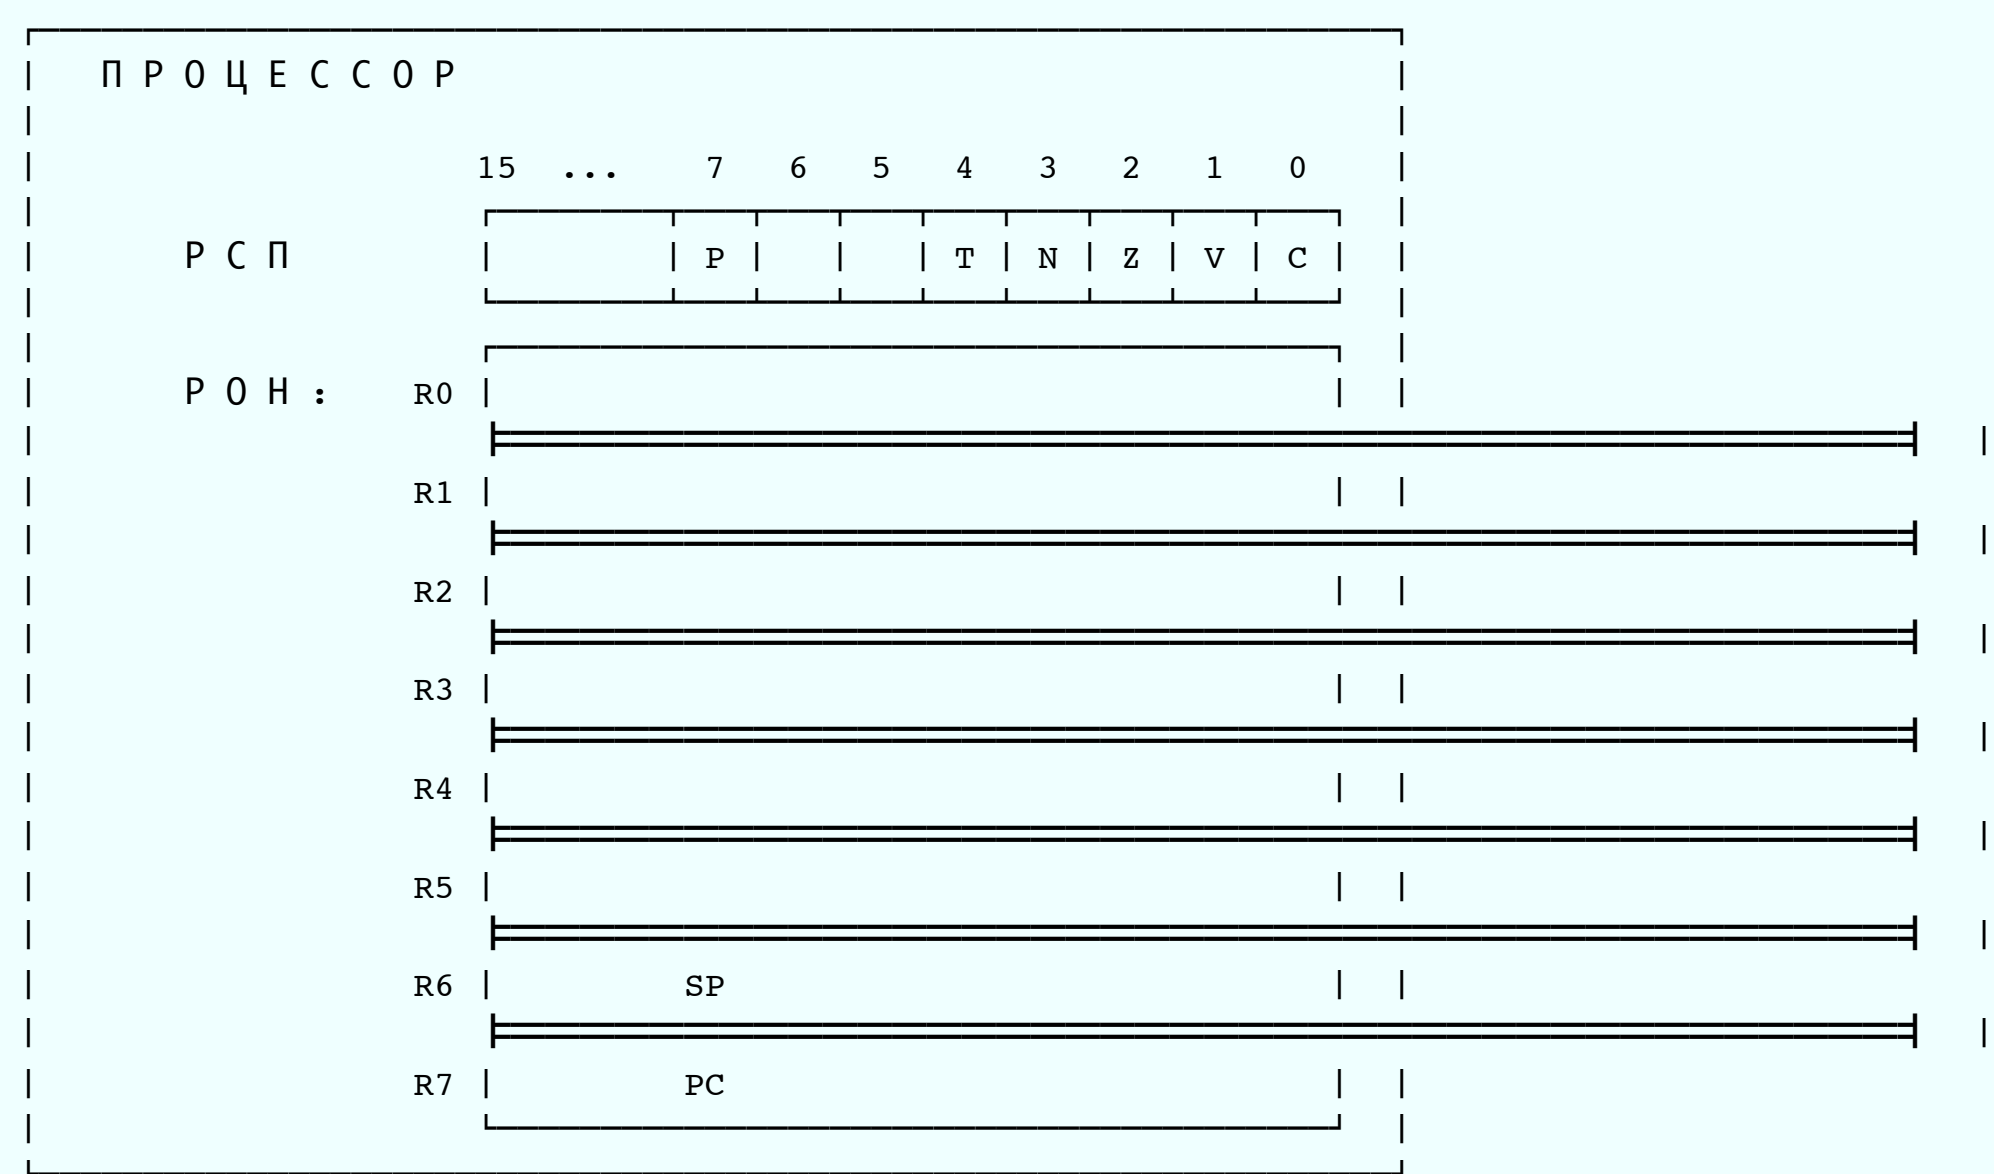 П Р О Ц Е С С О Р
15 ... 7 6 5 4 3 2 1 0
Р С П P T N Z V C
Р О Н : R0
R1
R2
R3
R4
R5
R6 SP
R7 PC